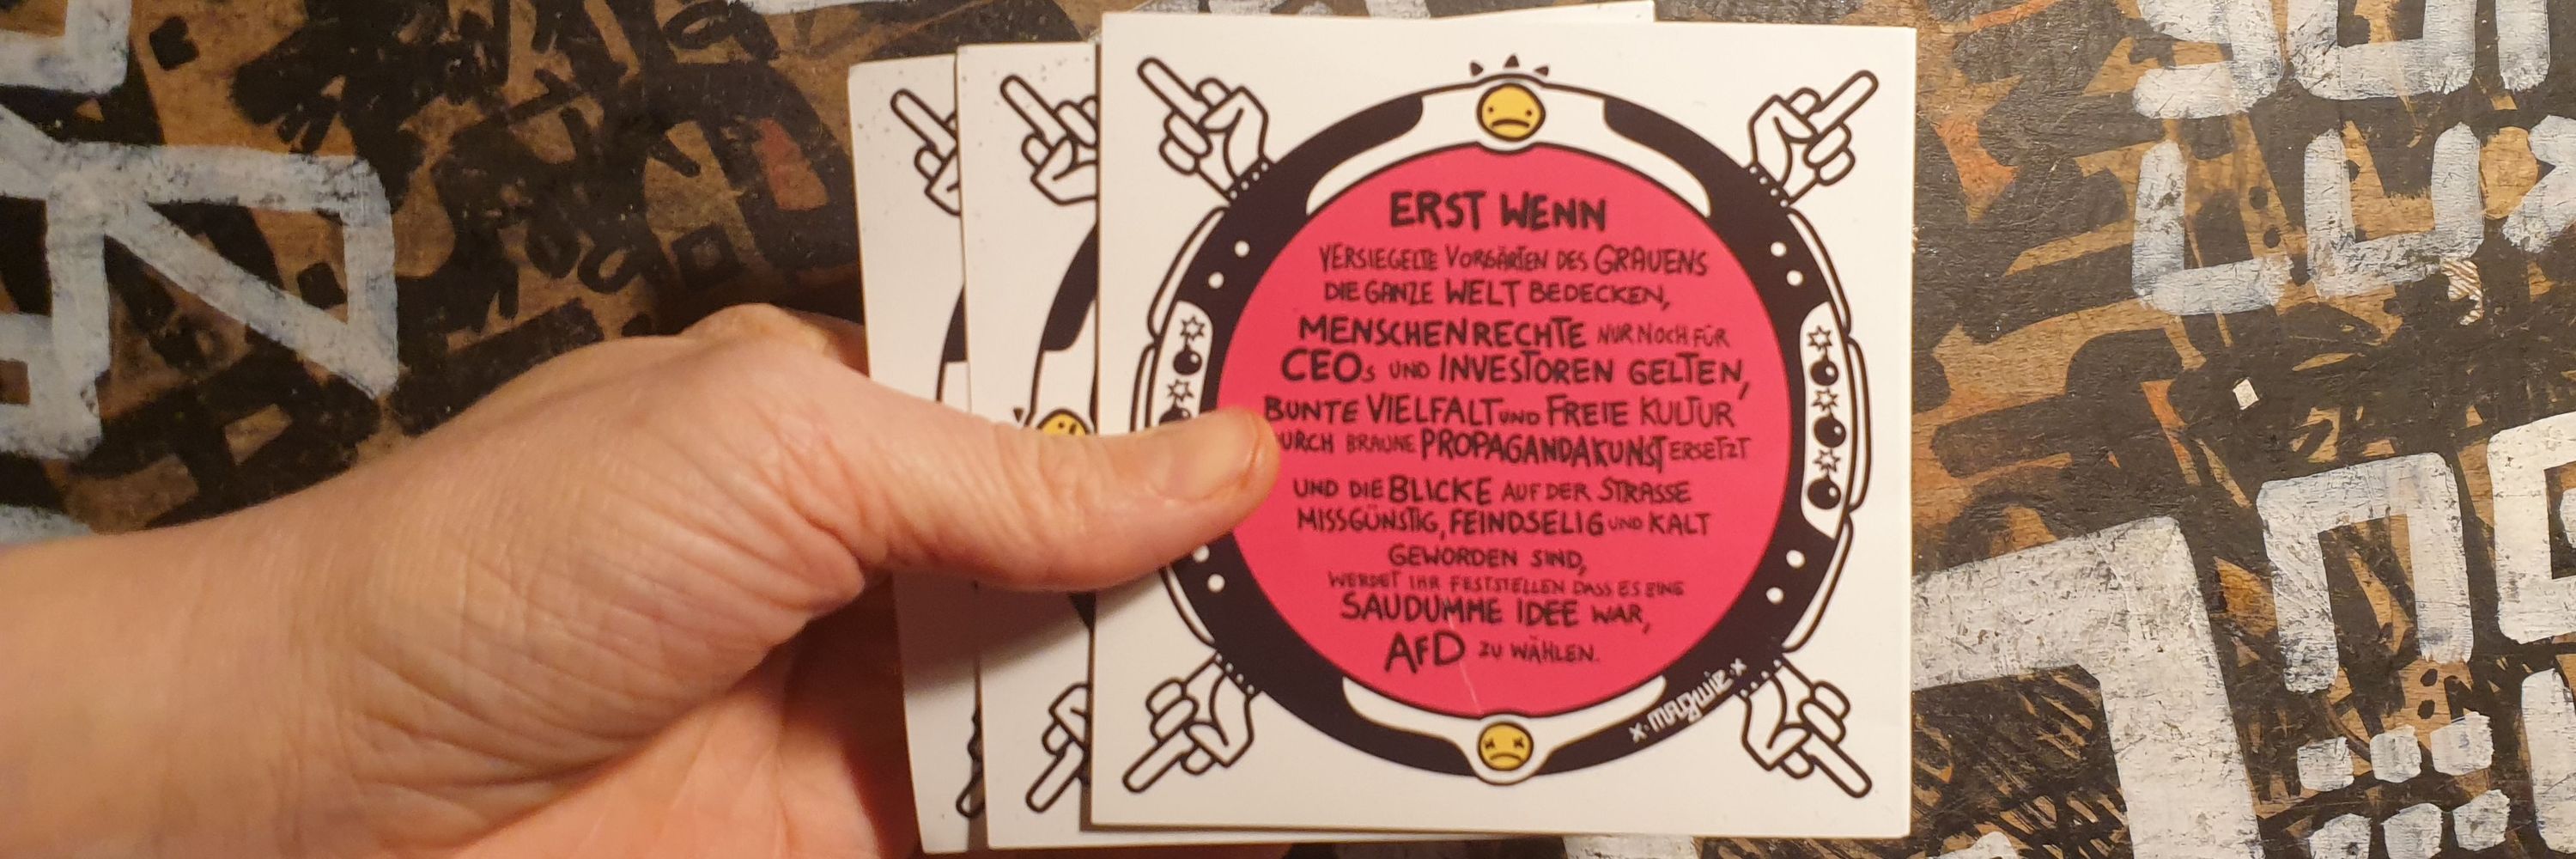 ERST WENN
VERSIEGELTE VORGÄRTEN DES GRAUENS
DIE GANZE WELT BEDECKEN,
MENSCHENRECHTE NUR NOCH FÜR
CEOs UND INVESTOREN GELTEN,
BUNTE VIELFALT UND FREIE KULTUR
URCH BRAUNE PROPAGANDAKUNST ERSETZT
UND DIE BLICKE AUF DER STRASSE
MISSGÜNSTIG, FEINDSELIG UND KALT
GEWORDEN SIND,
WERDET IHR FESTSTELLEN DASS ES EINE
SAUDUMME IDEE WAR,
AFD ZU WÄHLEN.
x·marqwiz·x